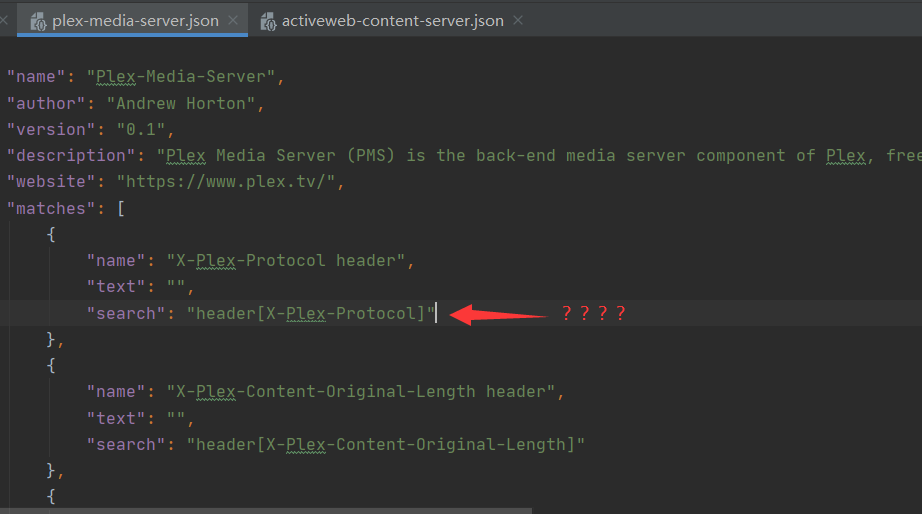 plex-media-server.json × activeweb-content-server.json ×
"name": "Plex-Media-Server",
"author": "Andrew Horton",
"version": "0.1",
"description": "Plex Media Server (PMS) is the back-end media server component of Plex, free
"website": "https://www.plex.tv/",
"matches": [
{
"name": "X-Plex-Protocol header",
"text": "",
"search": "header[X-Plex-Protocol]" ????
},
{
"name": "X-Plex-Content-Original-Length header",
"text": "",
"search": "header[X-Plex-Content-Original-Length]"
},
{